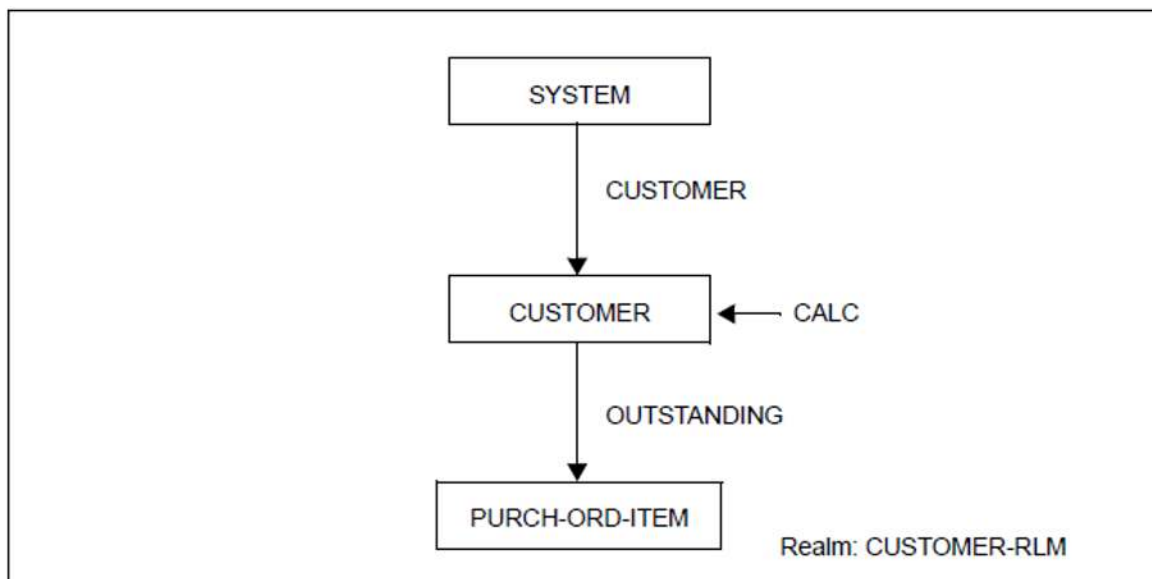 SYSTEM
CUSTOMER
CUSTOMER
CALC
OUTSTANDING
PURCH-ORD-ITEM
Realm: CUSTOMER-RLM